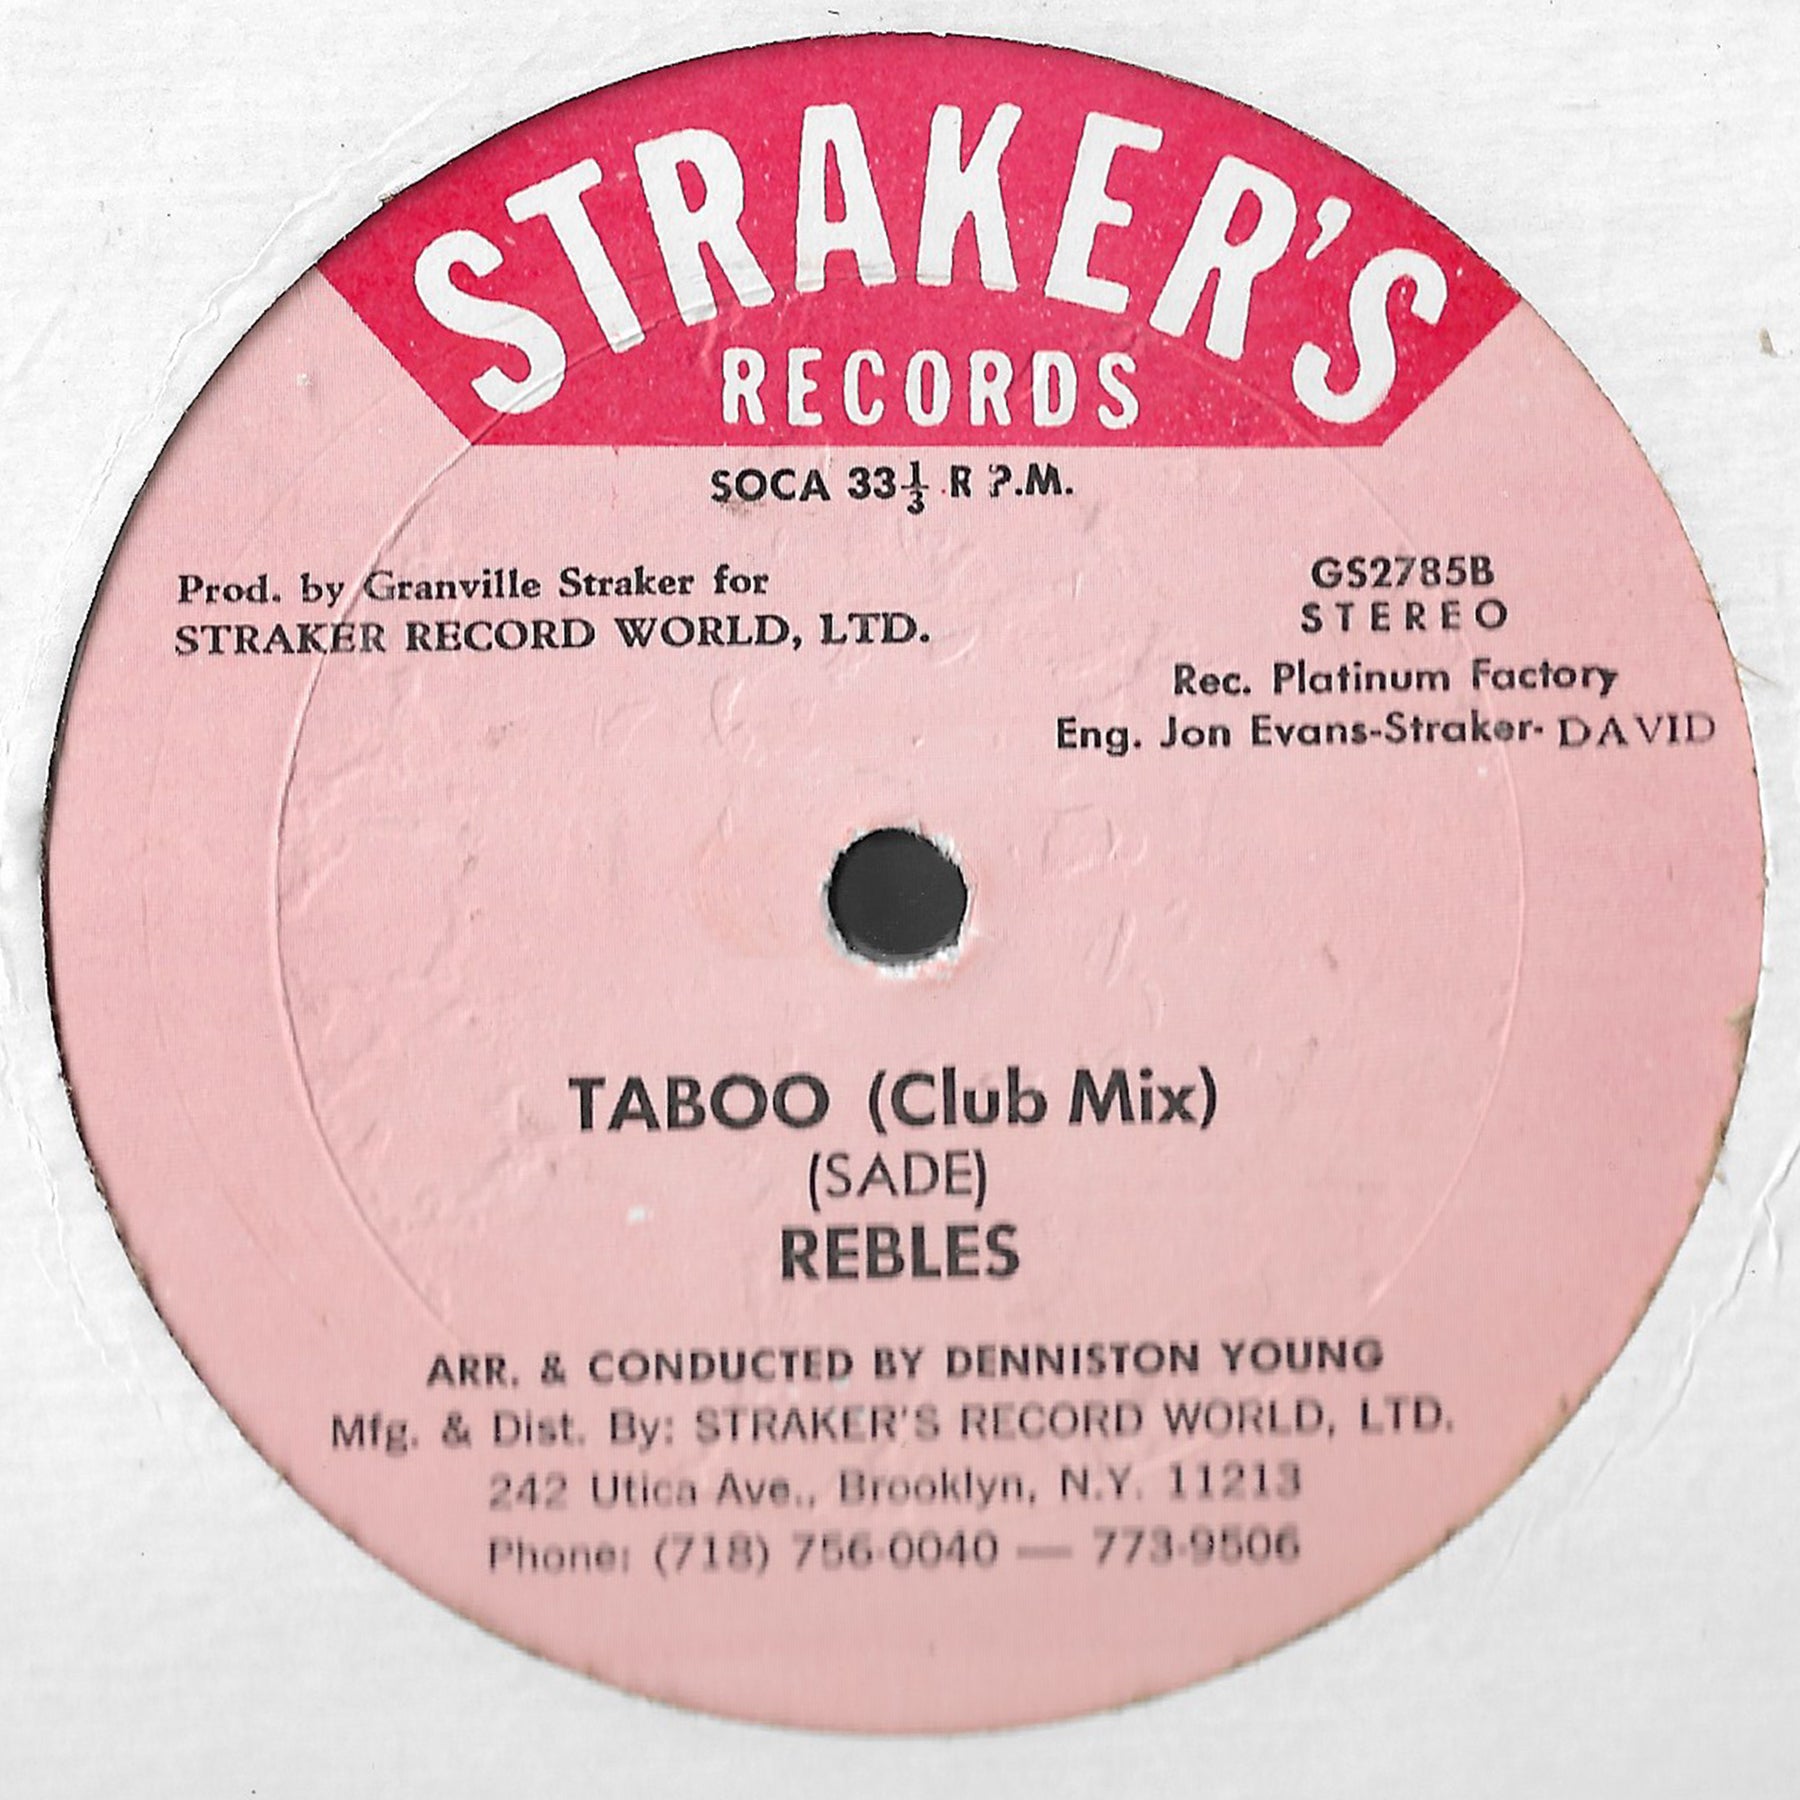 STRAKER'S
RECORDS
SOCA 33⅓ R P.M.
Prod. by Granville Straker for
STRAKER RECORD WORLD, LTD.
GS2785B
STEREO
Rec. Platinum Factory
Eng. Jon Evans-Straker- DAVID
TABOO (Club Mix)
(SADE)
REBLES
ARR. & CONDUCTED BY DENNISTON YOUNG
Mfg. & Dist. By: STRAKER'S RECORD WORLD, LTD.
242 Utica Ave., Brooklyn, N.Y. 11213
Phone: (718) 756-0040 — 773-9506